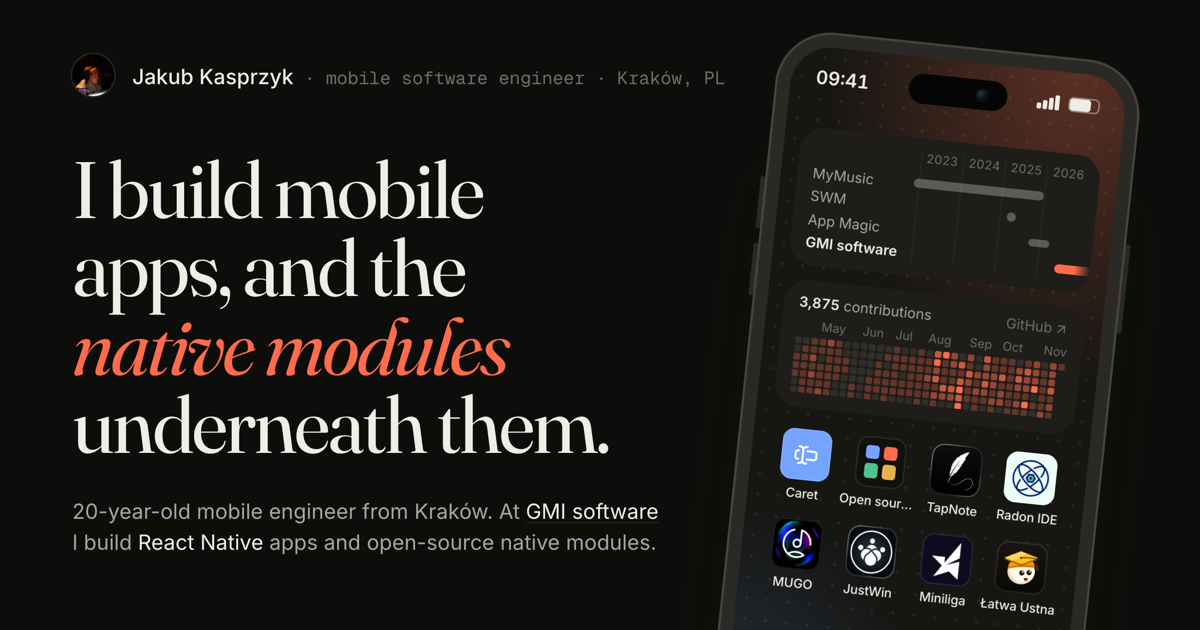 Jakub Kasprzyk · mobile software engineer · Kraków, PL
I build mobile
apps, and the
native modules
underneath them.
20-year-old mobile engineer from Kraków. At GMI software
I build React Native apps and open-source native modules.
09:41
2023 2024 2025 2026
MyMusic
SWM
App Magic
GMI software
3,875 contributions
GitHub ↗
May Jun Jul Aug Sep Oct Nov
Caret
Open sour...
TapNote
Radon IDE
MUGO
JustWin
Miniliga
Łatwa Ustna